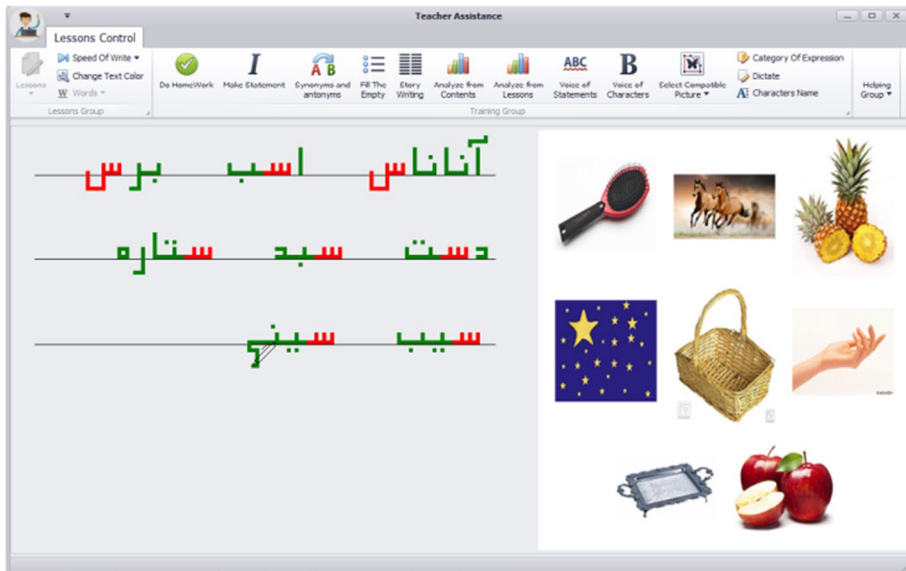 Teacher Assistance
Lessons Control
Lessons
Speed Of Write
Change Text Color
W Words
Lessons Group
Do HomeWork
Make Statement
Synonyms and antonyms
Fill The Empty
Story Writing
Analyze from Contents
Analyze from Lessons
ABC
Voice of Statements
Voice of Characters
Select Compatible Picture
Category Of Expression
Dictate
Characters Name
Training Group
Helping Group
آناناس اسب برس
دست سبد ستاره
سیب سینی